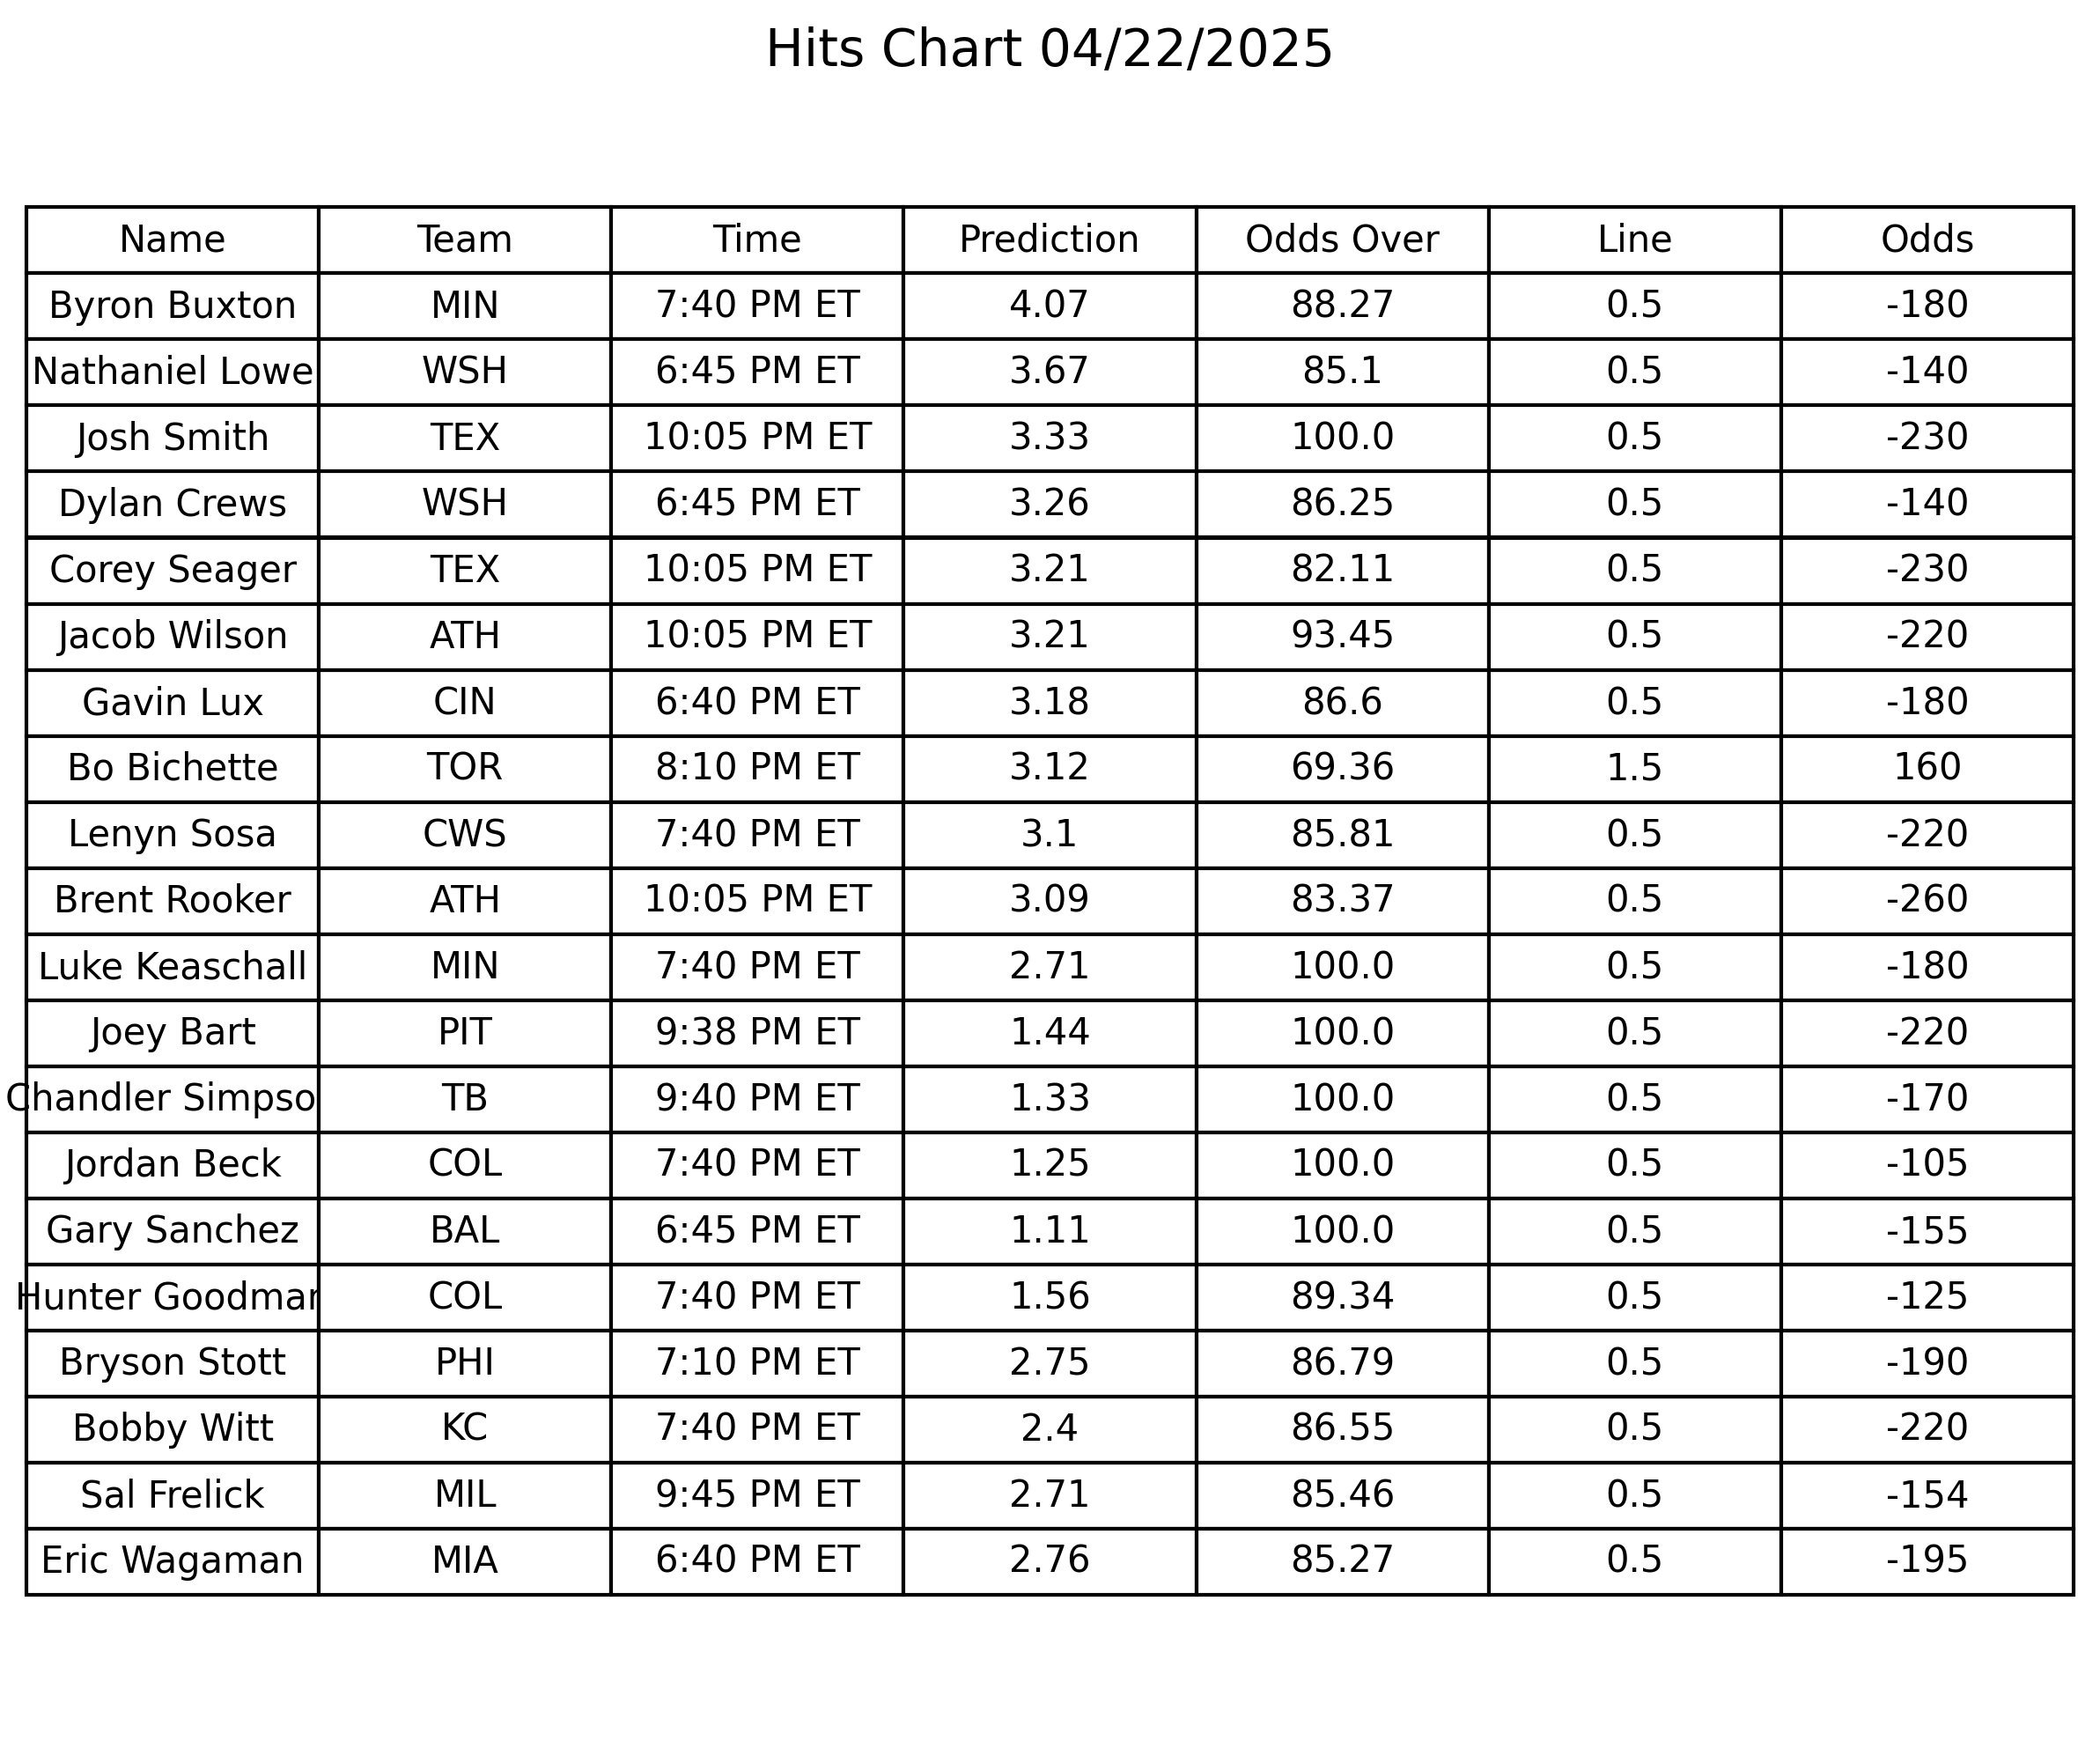 Hits Chart 04/22/2025
Name Team Time Prediction Odds Over Line Odds
Byron Buxton MIN 7:40 PM ET 4.07 88.27 0.5 -180
Nathaniel Lowe WSH 6:45 PM ET 3.67 85.1 0.5 -140
Josh Smith TEX 10:05 PM ET 3.33 100.0 0.5 -230
Dylan Crews WSH 6:45 PM ET 3.26 86.25 0.5 -140
Corey Seager TEX 10:05 PM ET 3.21 82.11 0.5 -230
Jacob Wilson ATH 10:05 PM ET 3.21 93.45 0.5 -220
Gavin Lux CIN 6:40 PM ET 3.18 86.6 0.5 -180
Bo Bichette TOR 8:10 PM ET 3.12 69.36 1.5 160
Lenyn Sosa CWS 7:40 PM ET 3.1 85.81 0.5 -220
Brent Rooker ATH 10:05 PM ET 3.09 83.37 0.5 -260
Luke Keaschall MIN 7:40 PM ET 2.71 100.0 0.5 -180
Joey Bart PIT 9:38 PM ET 1.44 100.0 0.5 -220
Chandler Simpso TB 9:40 PM ET 1.33 100.0 0.5 -170
Jordan Beck COL 7:40 PM ET 1.25 100.0 0.5 -105
Gary Sanchez BAL 6:45 PM ET 1.11 100.0 0.5 -155
Hunter Goodman COL 7:40 PM ET 1.56 89.34 0.5 -125
Bryson Stott PHI 7:10 PM ET 2.75 86.79 0.5 -190
Bobby Witt KC 7:40 PM ET 2.4 86.55 0.5 -220
Sal Frelick MIL 9:45 PM ET 2.71 85.46 0.5 -154
Eric Wagaman MIA 6:40 PM ET 2.76 85.27 0.5 -195